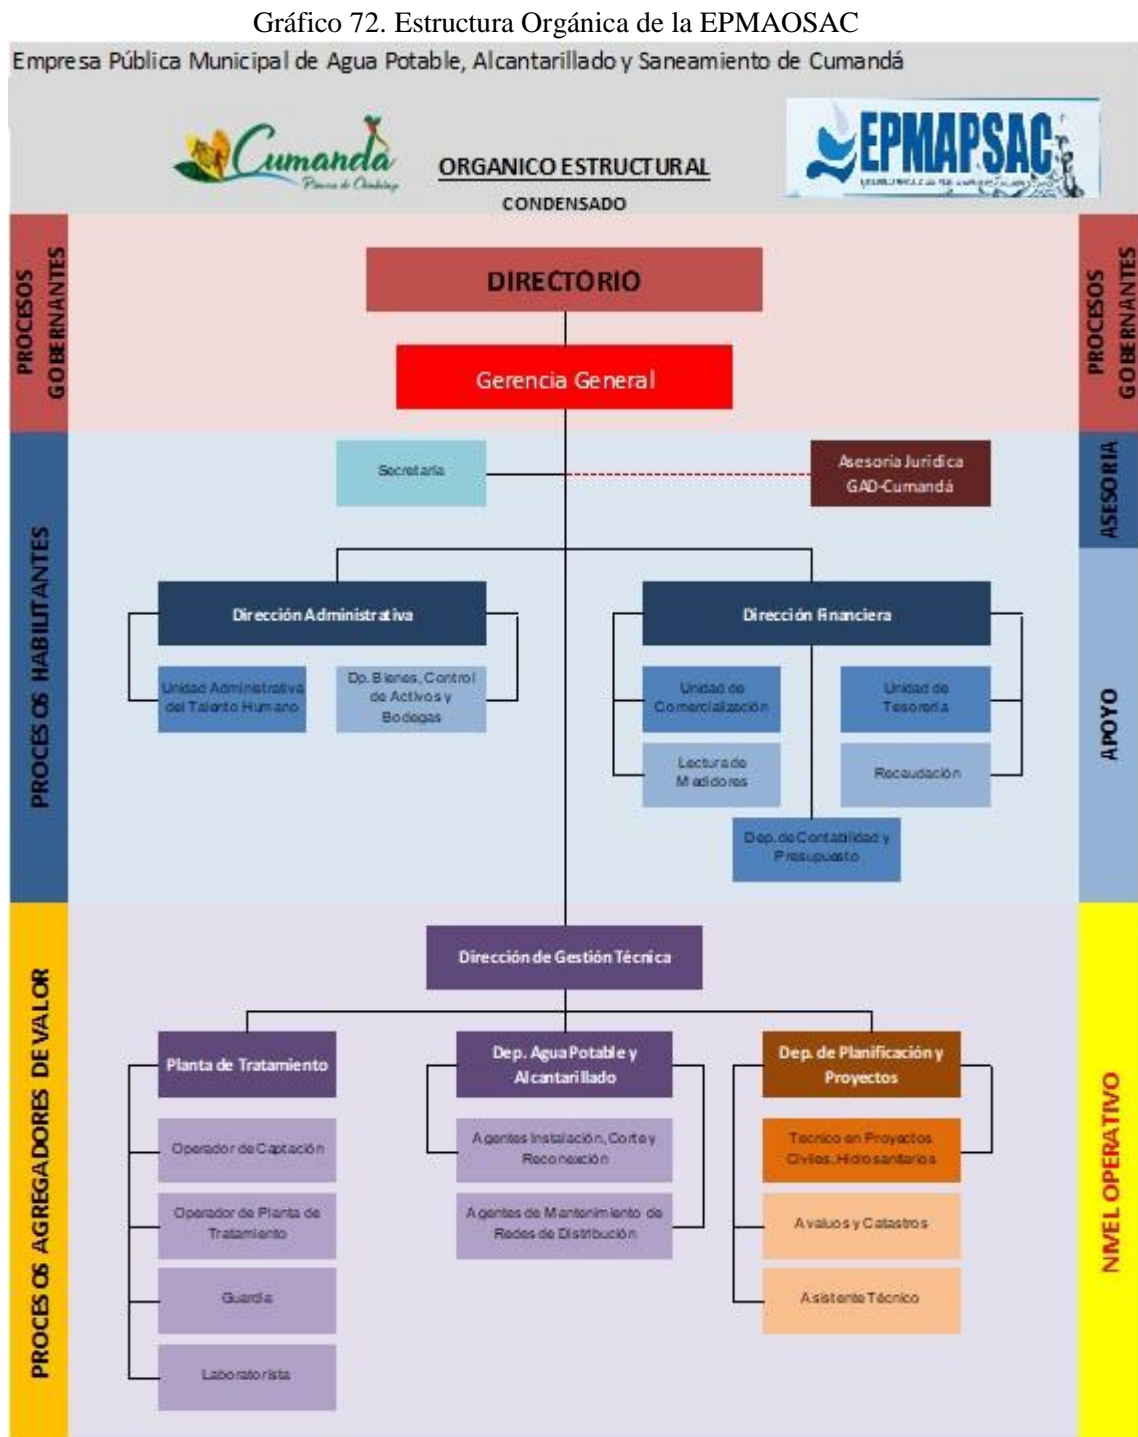 Gráfico 72. Estructura Orgánica de la EPMAOSAC
Empresa Pública Municipal de Agua Potable, Alcantarillado y Saneamiento de Cumandá
Cumanda
EPMAPSAC
ORGANICO ESTRUCTURAL
CONDENSADO
PROCESOS
GOBERNANTES
DIRECTORIO
Gerencia General
PROCESOS
GOBERNANTES
PROCESOS HABILITANTES
Secretaría
Asesoria Juridica
GAD-Cumandá
ASESORIA
Dirección Administrativa
Dirección Financiera
Unidad Administrativa
del Talento Humano
Dp. Bienes, Control
de Activos y
Bodegas
Unidad de
Comercialización
Unidad de
Tesorería
Lectura de
Medidores
Recaudación
Dep. de Contabilidad y
Presupuesto
APOYO
PROCESOS AGREGADORES DE VALOR
Dirección de Gestión Técnica
Planta de Tratamiento
Dep. Agua Potable y
Alcantarillado
Dep. de Planificación y
Proyectos
Operador de Captación
Agentes Instalación, Corte y
Reconexción
Tecnico en Proyectos
Civiles, Hidrosanitarios
Operador de Planta de
Tratamiento
Agentes de Mantenimiento de
Redes de Distribución
Avaluos y Catastros
Guardia
Asistente Técnico
Laboratorista
NIVEL OPERATIVO